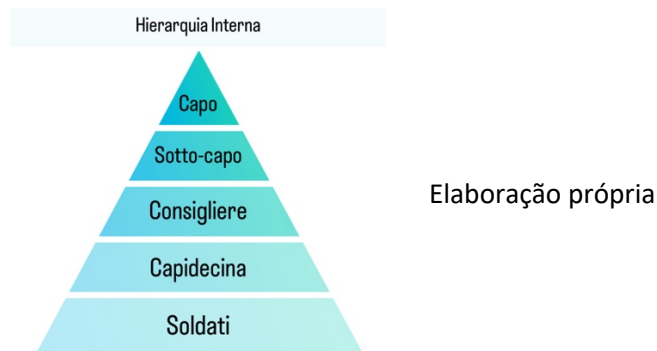 Hierarquia Interna
Capo
Sotto-capo
Consigliere
Capidecina
Soldati
Elaboração própria